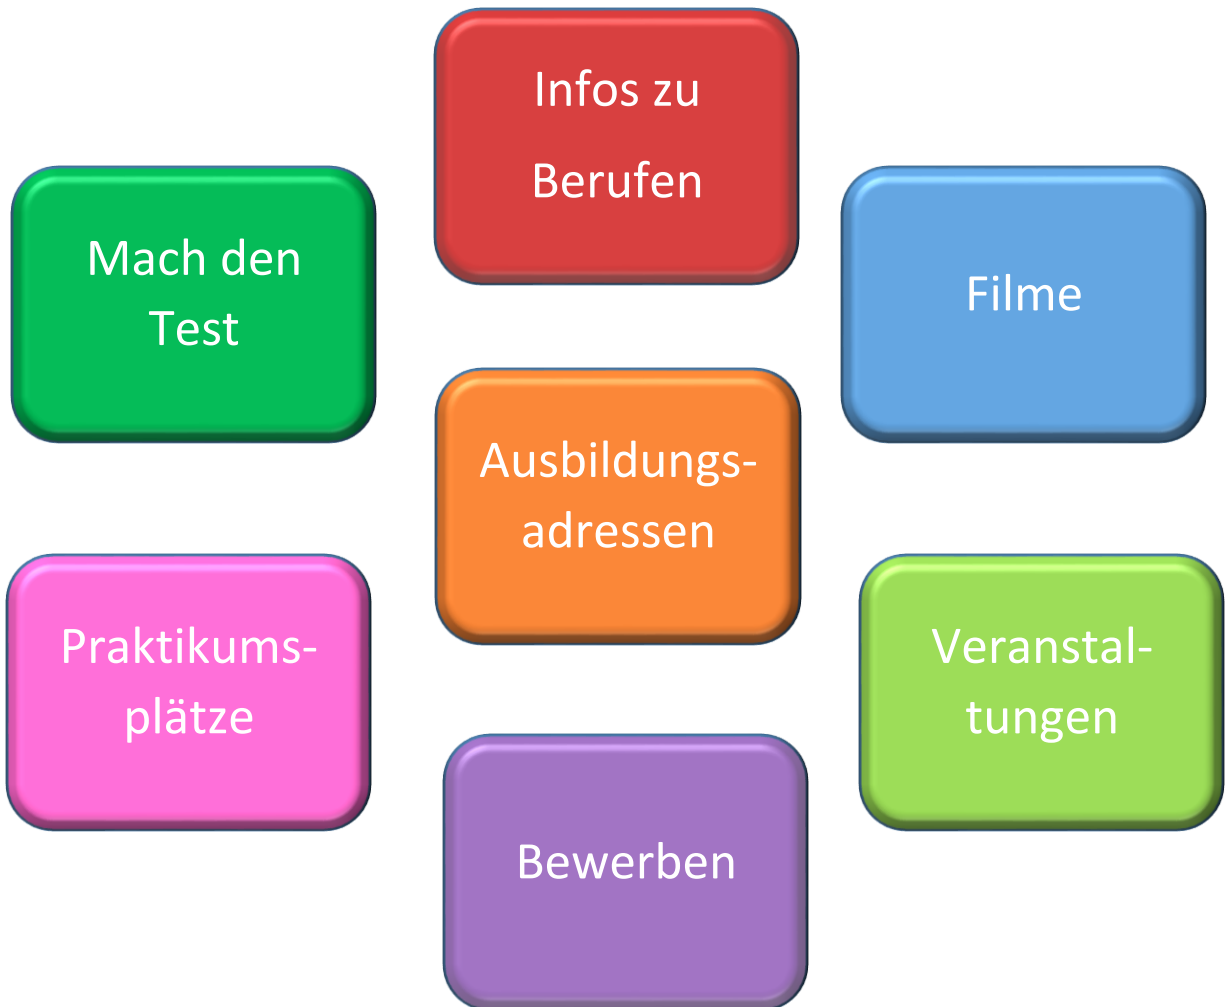 Infos zu
Berufen
Mach den
Test
Filme
Ausbildungs-
adressen
Praktikums-
plätze
Veranstal-
tungen
Bewerben